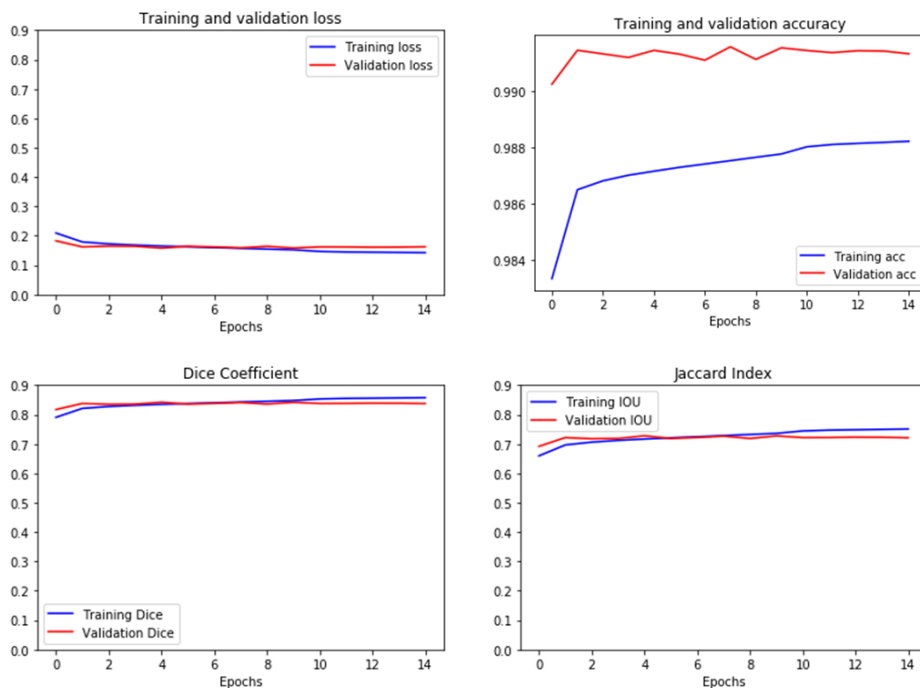 Training and validation loss
0.9
0.8
0.7
0.6
0.5
0.4
0.3
0.2
0.1
0.0
Training loss
Validation loss
0 2 4 6 8 10 12 14
Epochs
Training and validation accuracy
0.990
0.988
0.986
0.984
Training acc
Validation acc
0 2 4 6 8 10 12 14
Epochs
Dice Coefficient
0.9
0.8
0.7
0.6
0.5
0.4
0.3
0.2
0.1
0.0
Training Dice
Validation Dice
0 2 4 6 8 10 12 14
Epochs
Jaccard Index
0.9
0.8
0.7
0.6
0.5
0.4
0.3
0.2
0.1
0.0
Training IOU
Validation IOU
0 2 4 6 8 10 12 14
Epochs